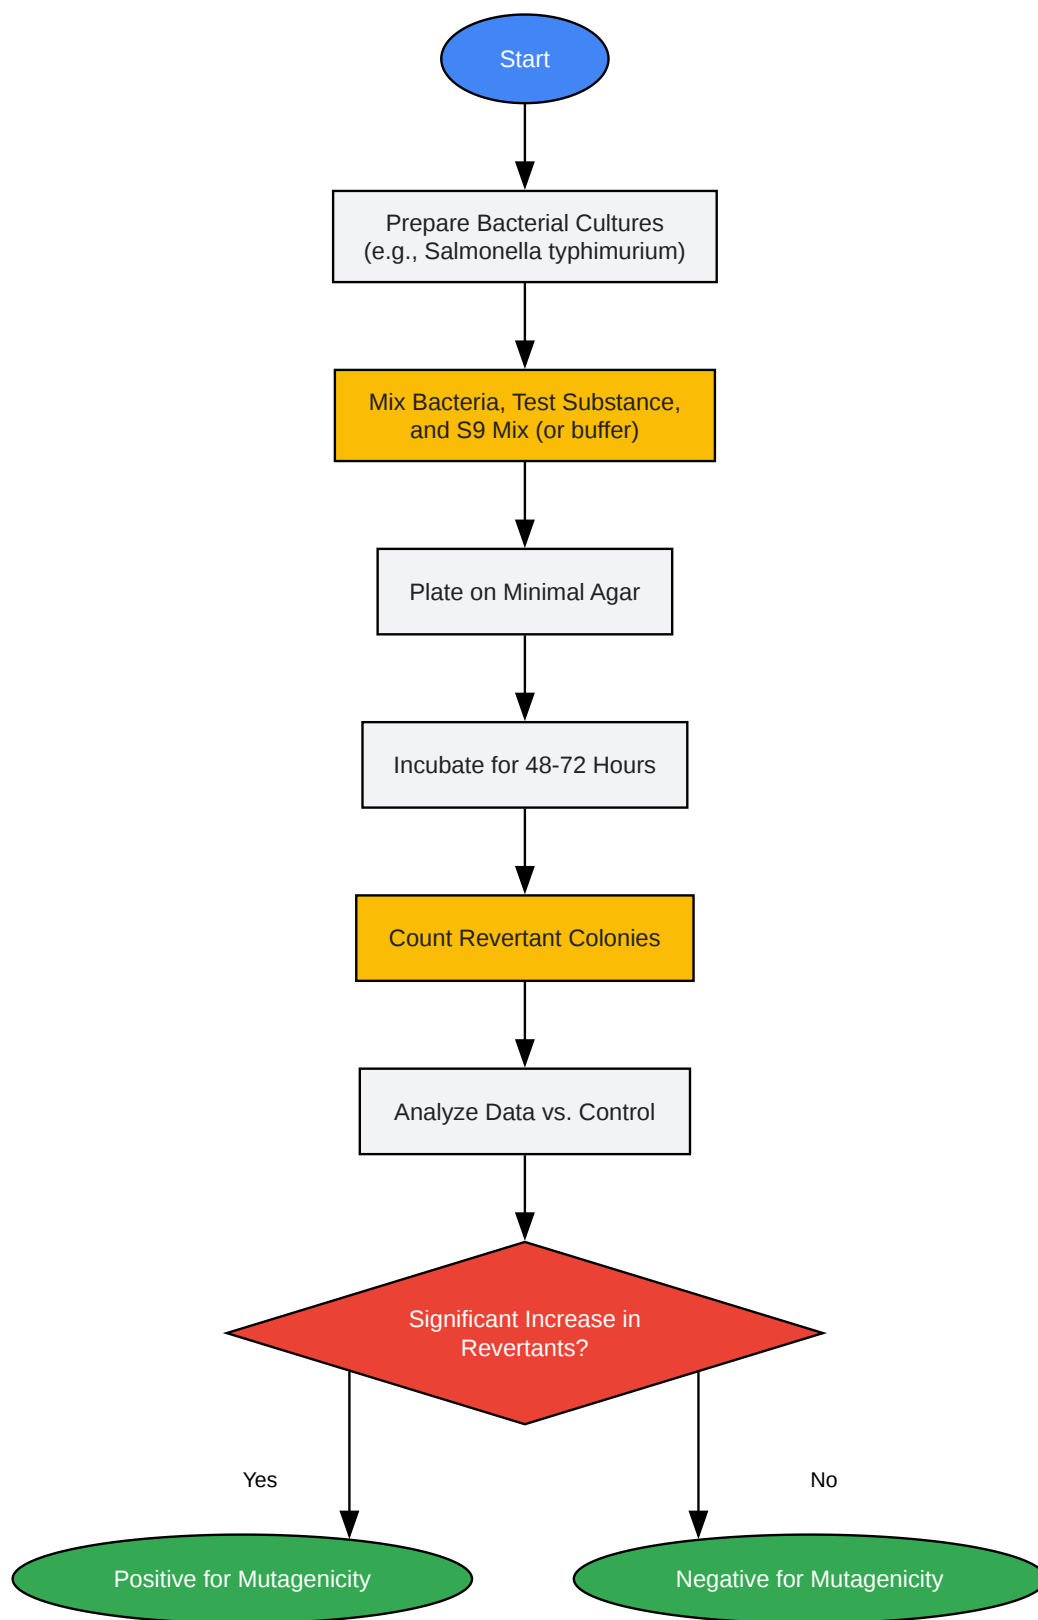 Start
Prepare Bacterial Cultures
(e.g., Salmonella typhimurium)
Mix Bacteria, Test Substance,
and S9 Mix (or buffer)
Plate on Minimal Agar
Incubate for 48-72 Hours
Count Revertant Colonies
Analyze Data vs. Control
Significant Increase in
Revertants?
Yes
No
Positive for Mutagenicity
Negative for Mutagenicity